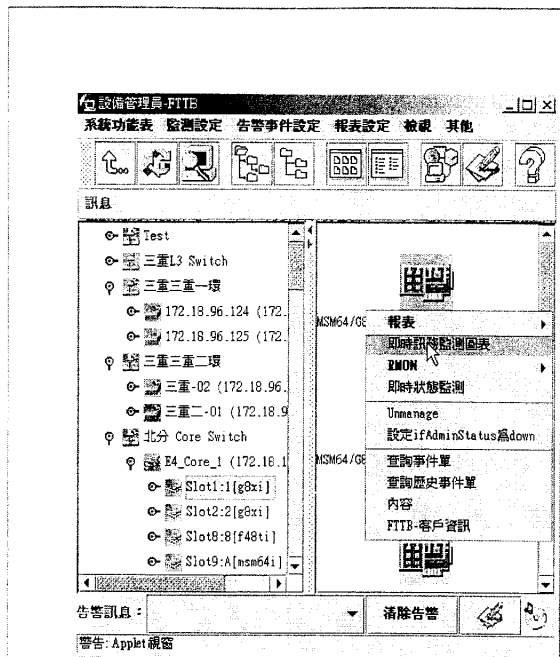 設備管理員-FTTB
系統功能表 監測設定 告警事件設定 報表設定 檢視 其他
訊息
Test
三重L3 Switch
三重三重一環
172.18.96.124 (172.
172.18.96.125 (172.
三重三重二環
三重-02 (172.18.96.
三重二-01 (172.18.9
北分 Core Switch
E4_Core_1 (172.18.1
Slot1:1[g8xi]
Slot2:2[g8xi]
Slot8:8[f48ti]
Slot9:A[msm64i]
MSM64/G8
MSM64/G8
報表
即時訊務監測圖表
RMON
即時狀態監測
Unmanage
設定ifAdminStatus為down
查詢事件單
查詢歷史事件單
內容
FTTB-客戶資訊
告警訊息：
清除告警
警告: Applet 視窗